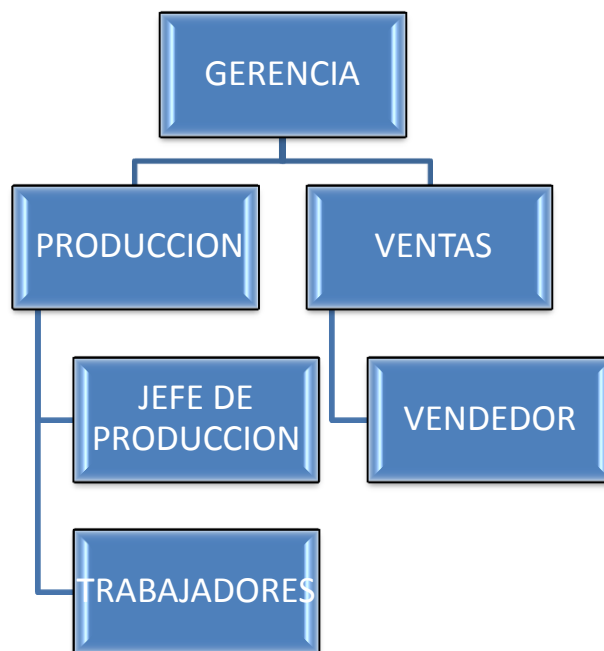 GERENCIA
PRODUCCION
VENTAS
JEFE DE
PRODUCCION
VENDEDOR
TRABAJADORES